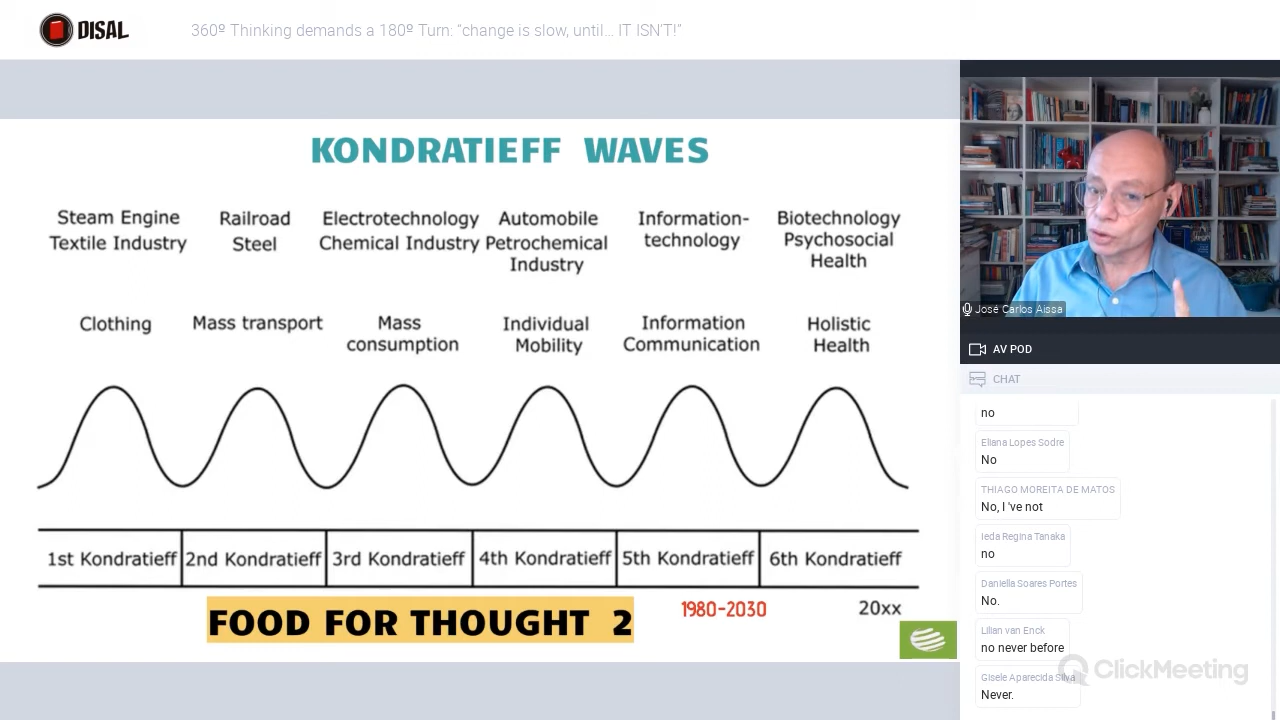 DISAL
360º Thinking demands a 180º Turn: “change is slow, until... IT ISN'T!”
KONDRATIEFF WAVES
Steam Engine
Textile Industry
Railroad
Steel
Electrotechnology
Chemical Industry
Automobile
Petrochemical
Industry
Information-
technology
Biotechnology
Psychosocial
Health
Clothing
Mass transport
Mass
consumption
Individual
Mobility
Information
Communication
Holistic
Health
1st Kondratieff
2nd Kondratieff
3rd Kondratieff
4th Kondratieff
5th Kondratieff
6th Kondratieff
FOOD FOR THOUGHT 2
1980-2030
20xx
José Carlos Aissa
AV POD
CHAT
no
Eliana Lopes Sodre
No
THIAGO MOREITA DE MATOS
No, I 've not
Ieda Regina Tanaka
no
Daniella Soares Portes
No.
Lilian van Enck
no never before
Gisele Aparecida Silva
Never.
ClickMeeting